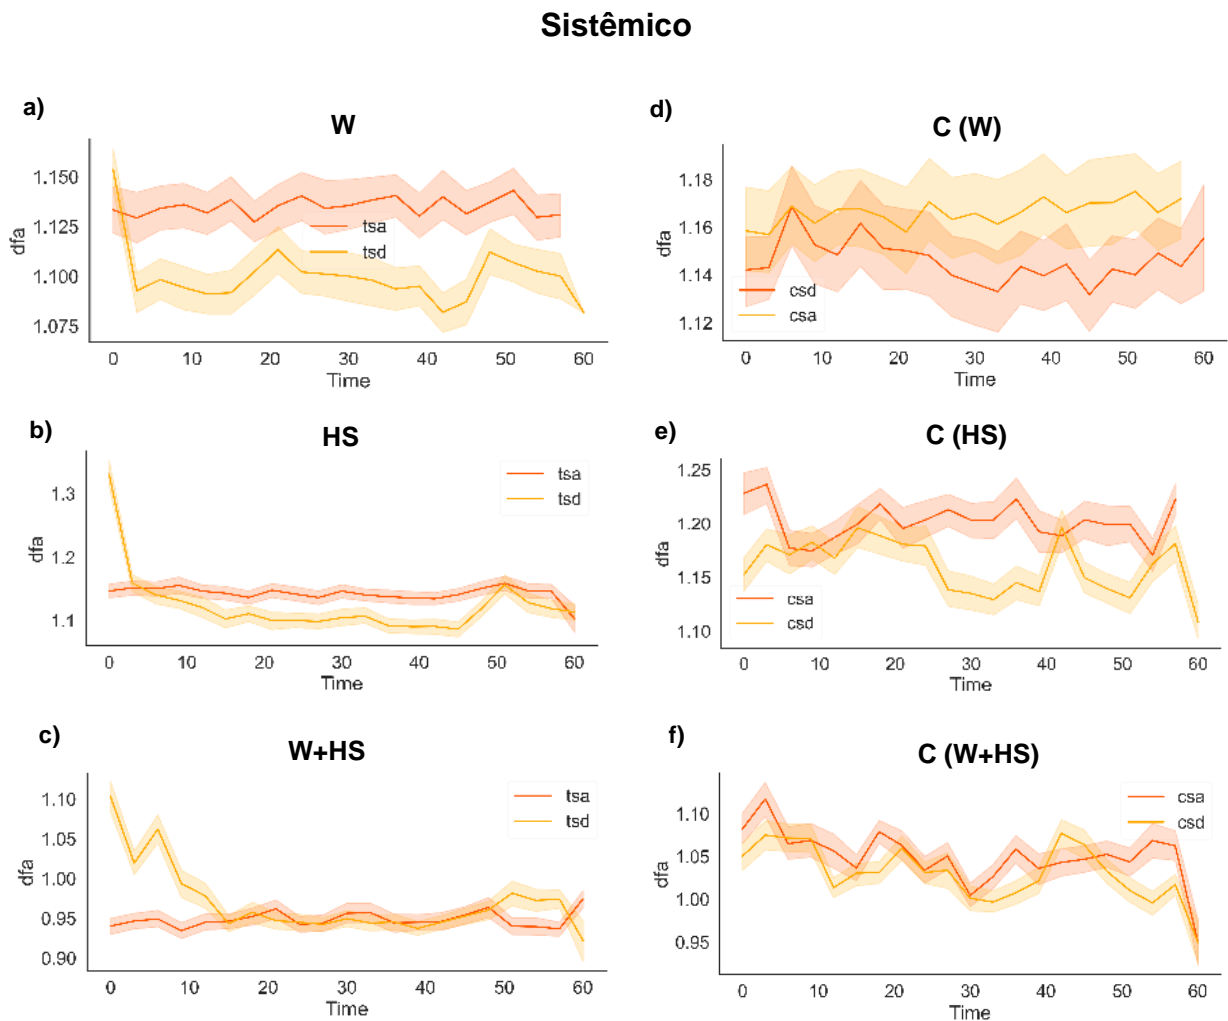 Sistêmico
a)
W
1.150
1.125
1.100
1.075
dfa
tsa
tsd
0 10 20 30 40 50 60
Time
d)
C (W)
1.18
1.16
1.14
1.12
dfa
csd
csa
0 10 20 30 40 50 60
Time
b)
HS
1.3
1.2
1.1
dfa
tsa
tsd
0 10 20 30 40 50 60
Time
e)
C (HS)
1.25
1.20
1.15
1.10
dfa
csa
csd
0 10 20 30 40 50 60
Time
c)
W+HS
1.10
1.05
1.00
0.95
0.90
dfa
tsa
tsd
0 10 20 30 40 50 60
Time
f)
C (W+HS)
1.10
1.05
1.00
0.95
dfa
csa
csd
0 10 20 30 40 50 60
Time